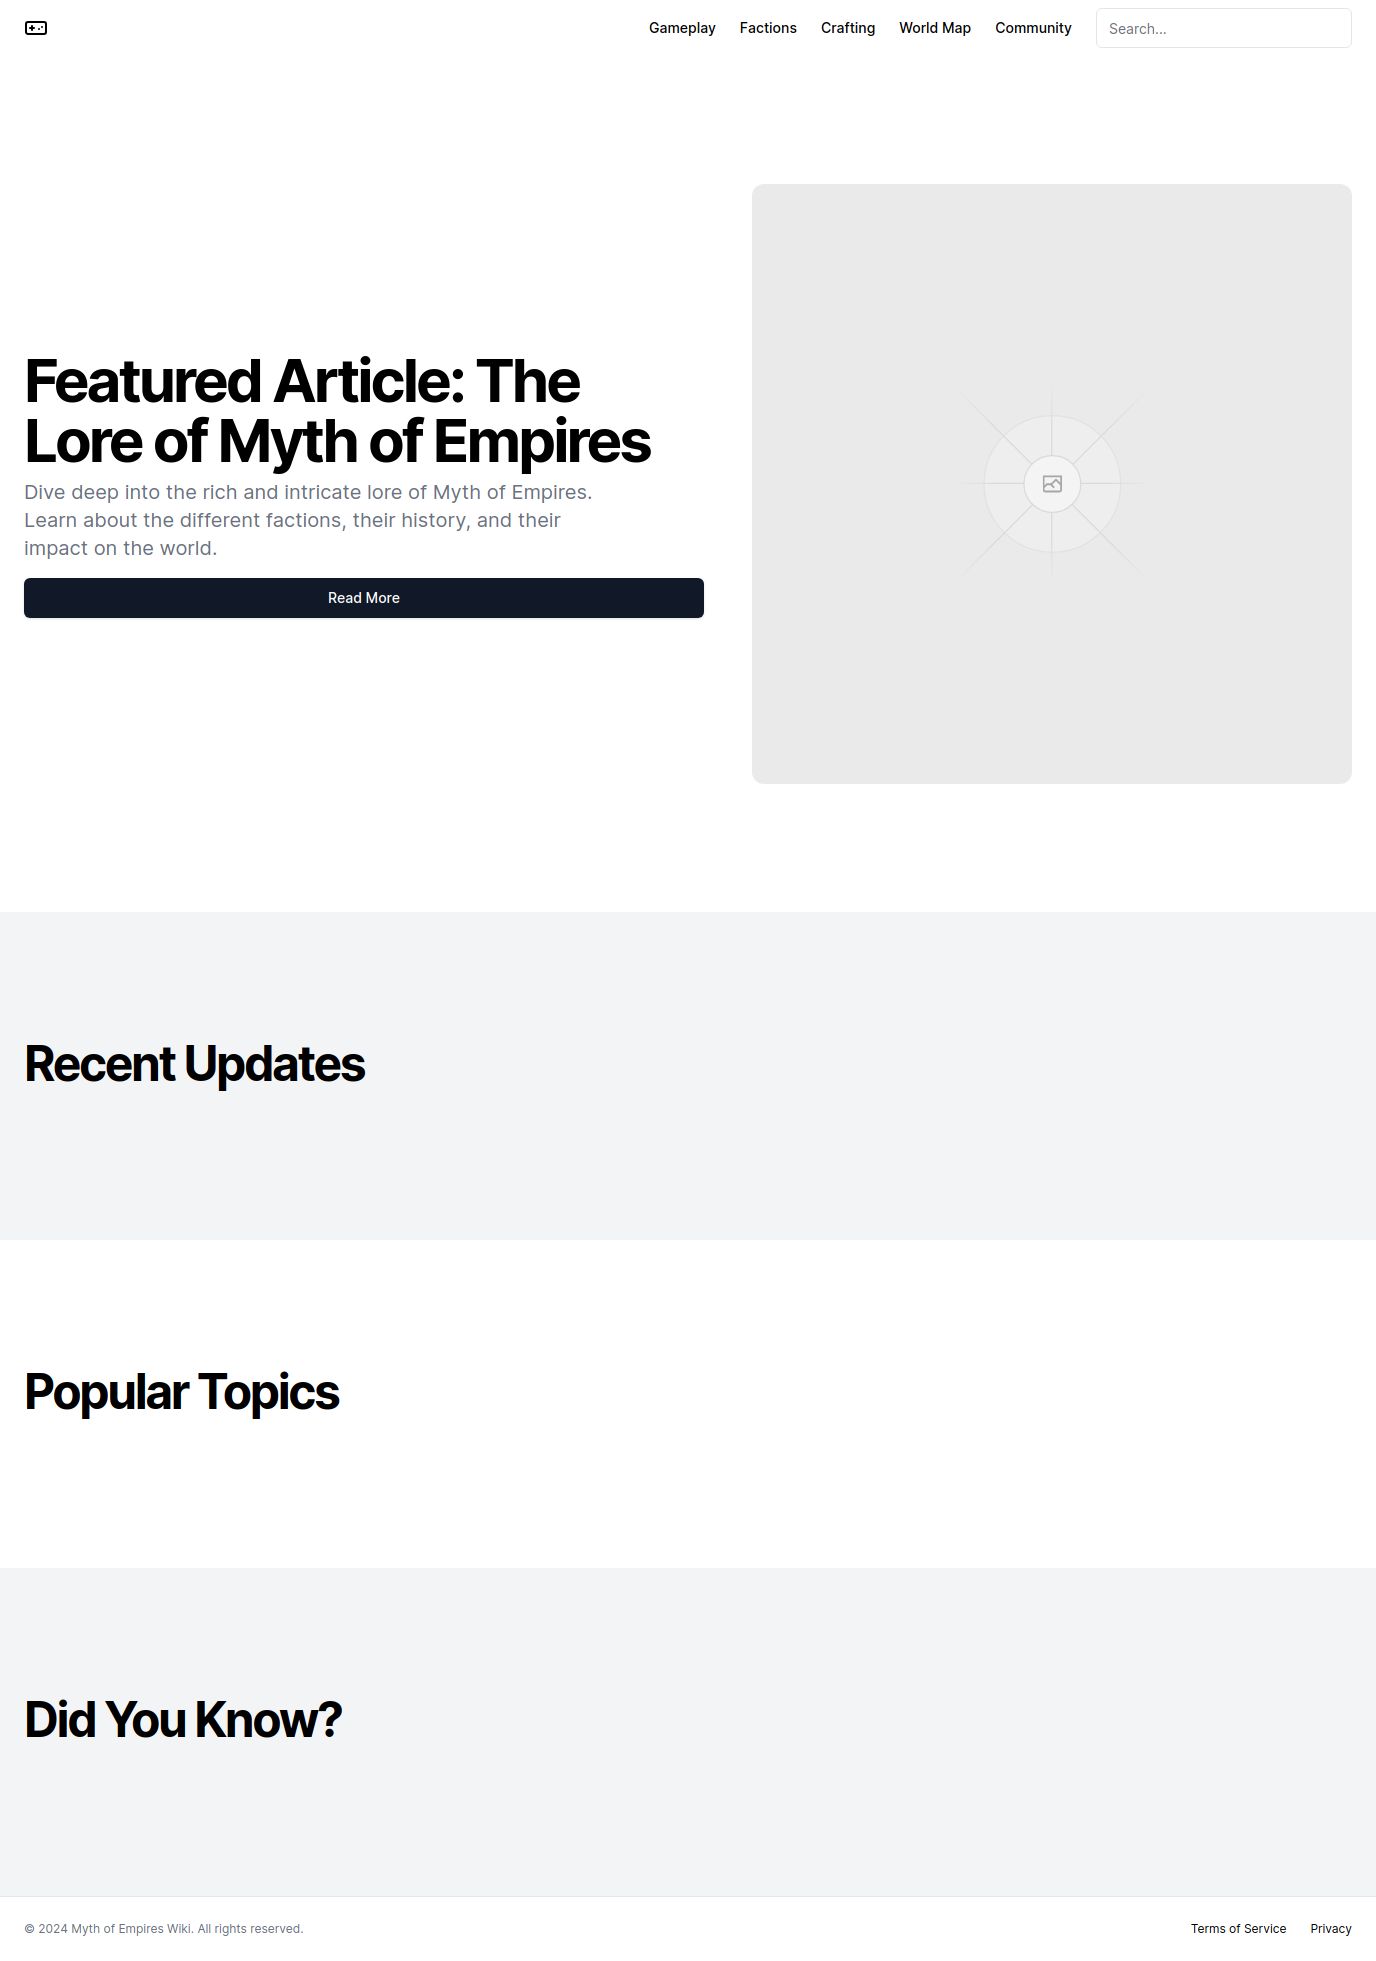 Gameplay Factions Crafting World Map Community Search...
Featured Article: The
Lore of Myth of Empires
Dive deep into the rich and intricate lore of Myth of Empires.
Learn about the different factions, their history, and their
impact on the world.
Read More
Recent Updates
Popular Topics
Did You Know?
© 2024 Myth of Empires Wiki. All rights reserved. Terms of Service Privacy